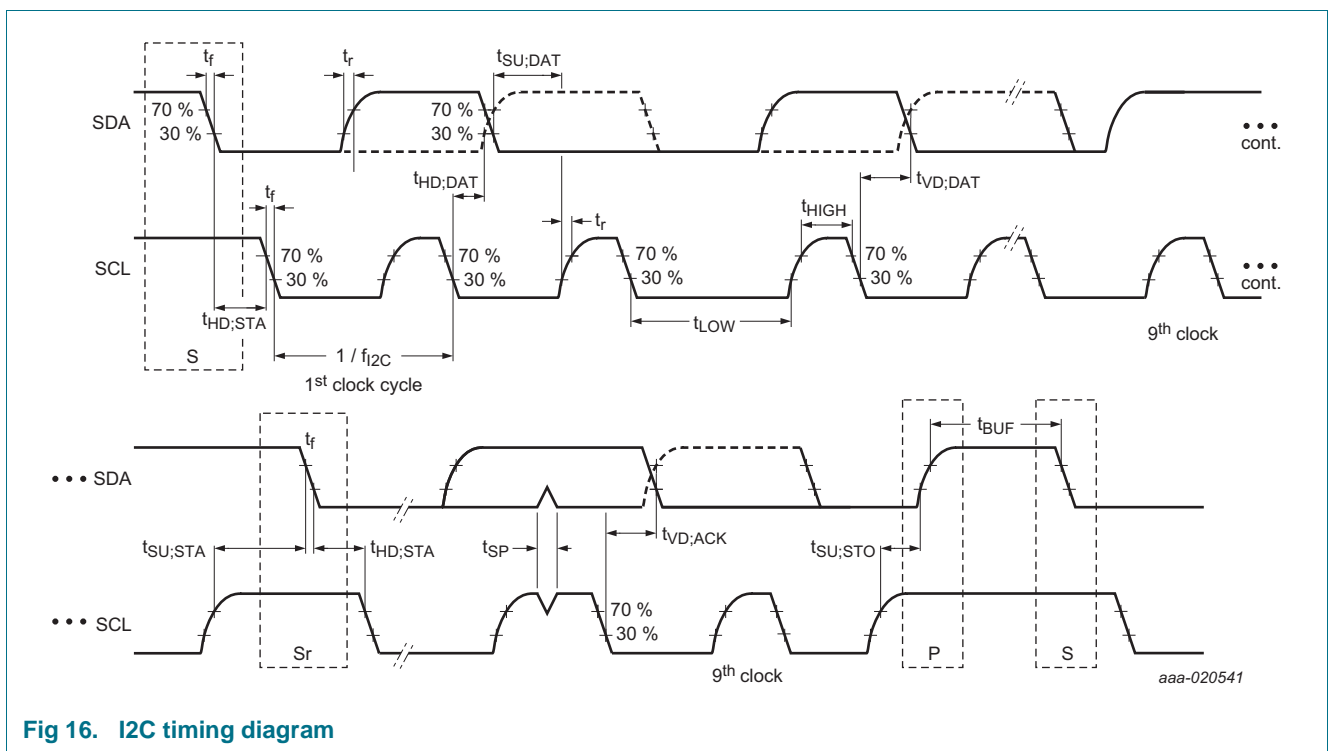 tf
tr
tSU;DAT
70 %
30 %
70 %
30 %
SDA
cont.
tHD;DAT
tVD;DAT
tf
tr
tHIGH
SCL
70 %
30 %
70 %
30 %
70 %
30 %
70 %
30 %
cont.
tHD;STA
tLOW
9th clock
S
1 / fI2C
1st clock cycle
tf
tBUF
SDA
tSU;STA
tHD;STA
tSP
tVD;ACK
tSU;STO
SCL
70 %
30 %
Sr
9th clock
P
S
aaa-020541
Fig 16. I2C timing diagram